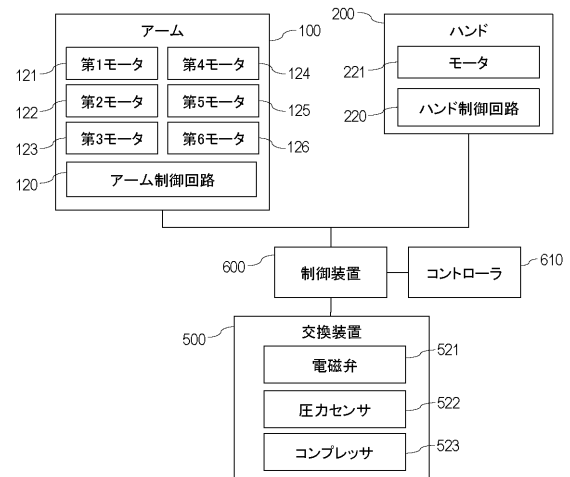 アーム
100
121
第1モータ
第4モータ
124
122
第2モータ
第5モータ
125
123
第3モータ
第6モータ
126
120
アーム制御回路
200
ハンド
221
モータ
220
ハンド制御回路
600
制御装置
コントローラ
610
500
交換装置
電磁弁
521
圧力センサ
522
コンプレッサ
523